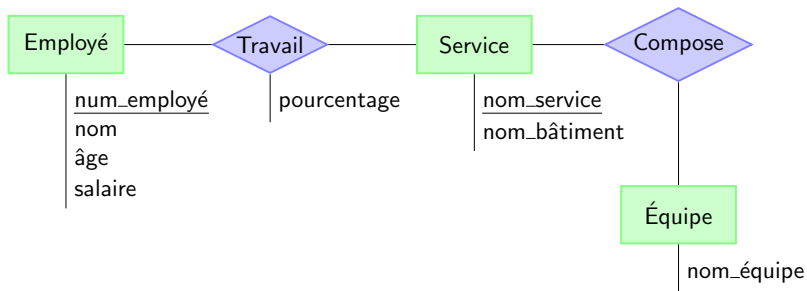 Employé
Travail
Service
Compose
num_employé
nom
âge
salaire
pourcentage
nom_service
nom_bâtiment
Équipe
nom_équipe